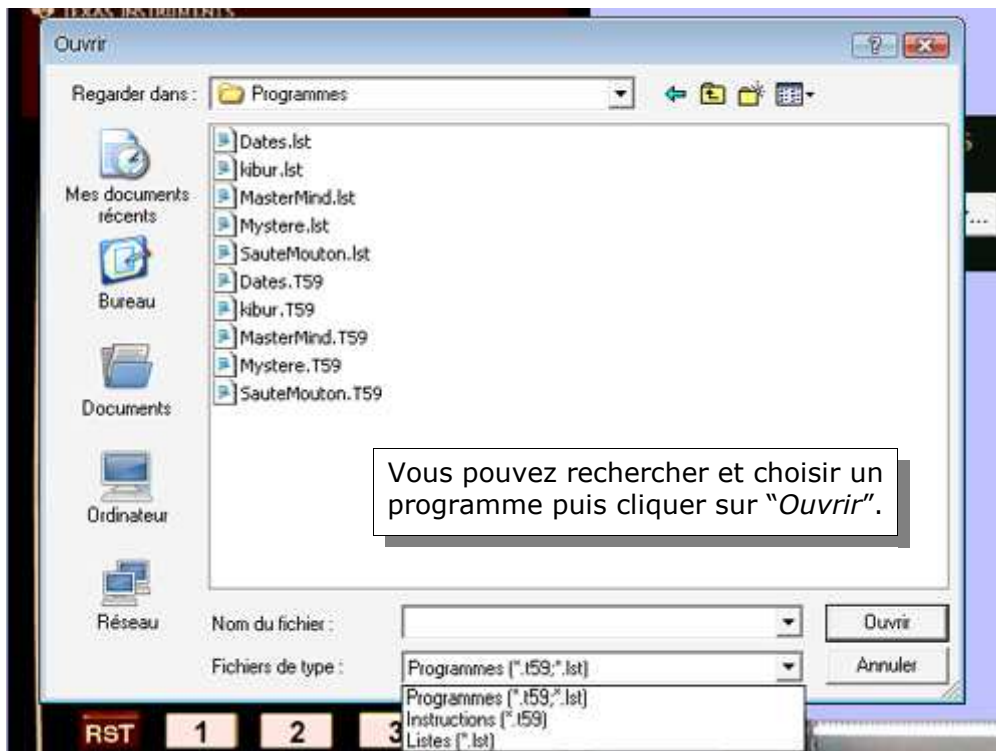 TEXAS INSTRUMENTS
Ouvrir
Regarder dans :
Programmes
Mes documents
récents
Bureau
Documents
Ordinateur
Réseau
Dates.lst
kibur.lst
MasterMind.lst
Mystere.lst
SauteMouton.lst
Dates.T59
kibur.T59
MasterMind.T59
Mystere.T59
SauteMouton.T59
Vous pouvez rechercher et choisir un
programme puis cliquer sur “Ouvrir”.
Nom du fichier :
Ouvrir
Fichiers de type :
Programmes (*.t59;*.lst)
Annuler
Programmes (*.t59;*.lst)
Instructions (*.t59)
Listes (*.lst)
RST 1 2 3